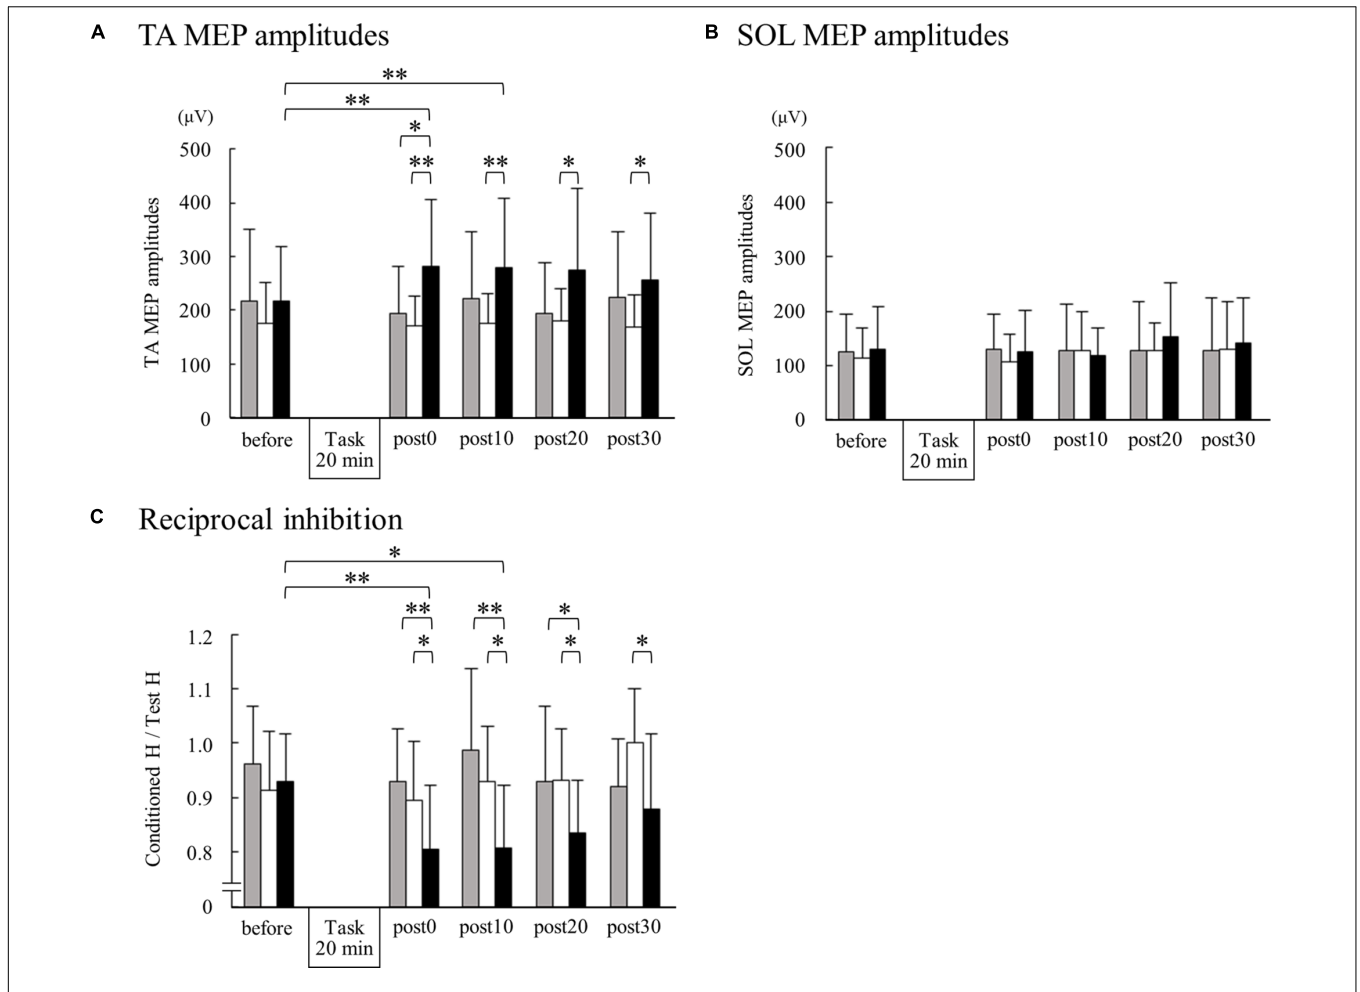 A TA MEP amplitudes
**
**
(µV)
*
** ** * *
500
400
300
200
100
0
TA MEP amplitudes
before
Task
20 min
post0
post10
post20
post30
B SOL MEP amplitudes
(µV)
500
400
300
200
100
0
SOL MEP amplitudes
before
Task
20 min
post0
post10
post20
post30
C Reciprocal inhibition
*
**
** ** *
* * * *
1.2
1.1
1.0
0.9
0.8
0
Conditioned H / Test H
before
Task
20 min
post0
post10
post20
post30